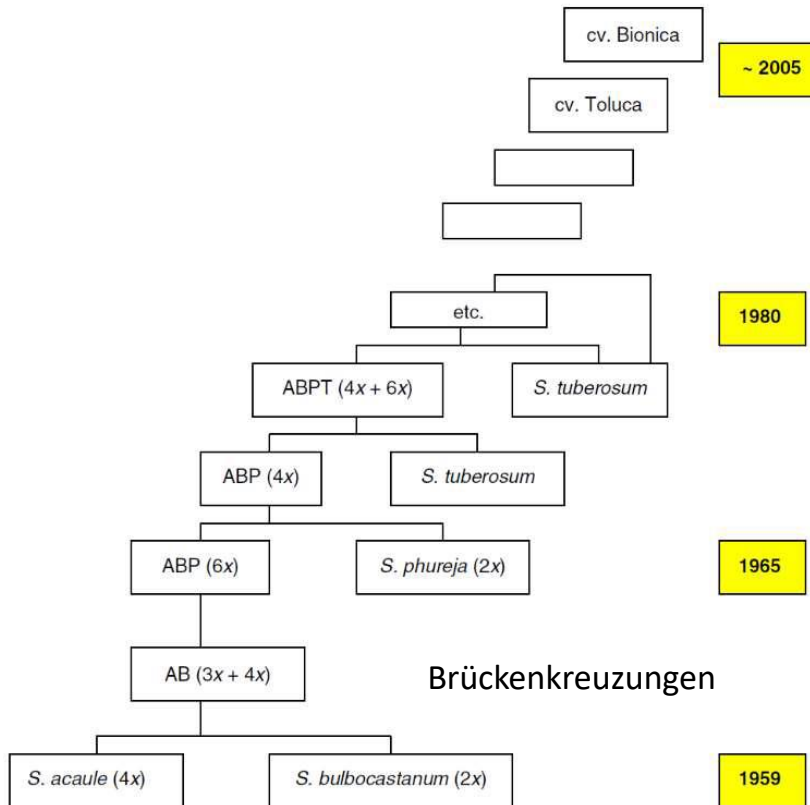 cv. Bionica
~ 2005
cv. Toluca
etc.
1980
ABPT (4x + 6x)
S. tuberosum
ABP (4x)
S. tuberosum
ABP (6x)
S. phureja (2x)
1965
AB (3x + 4x)
Brückenkreuzungen
S. acaule (4x)
S. bulbocastanum (2x)
1959